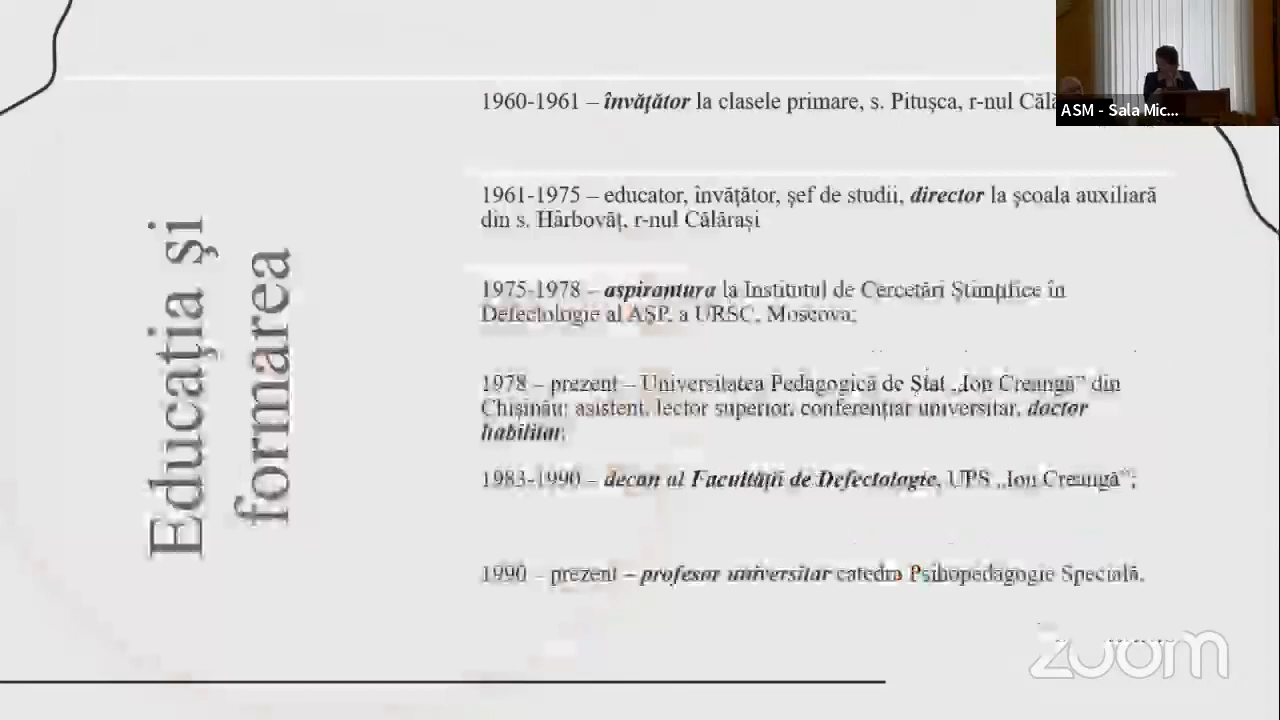 Educația și
formarea
1960-1961 – învățător la clasele primare, s. Pitușca, r-nul
1961-1975 – educator, învățător, șef de studii, director la școala auxiliară
din s. Hârbovăț, r-nul Călărași
1975-1978 – aspirantura la Institutul de Cercetări Științifice în
Defectologie al AȘP. a URSC, Moscova;
1978 – prezent – Universitatea Pedagogică de Stat „Ion Creangă” din
Chișinău: asistent, lector superior, conferențiar universitar, doctor
habilitat.
1983-1990 – decan al Facultății de Defectologie, UPS „Ion Creangă”;
1990 – prezent – profesor universitar catedra Psihopedagogie Specială.
ASM - Sala Mic...
zoom